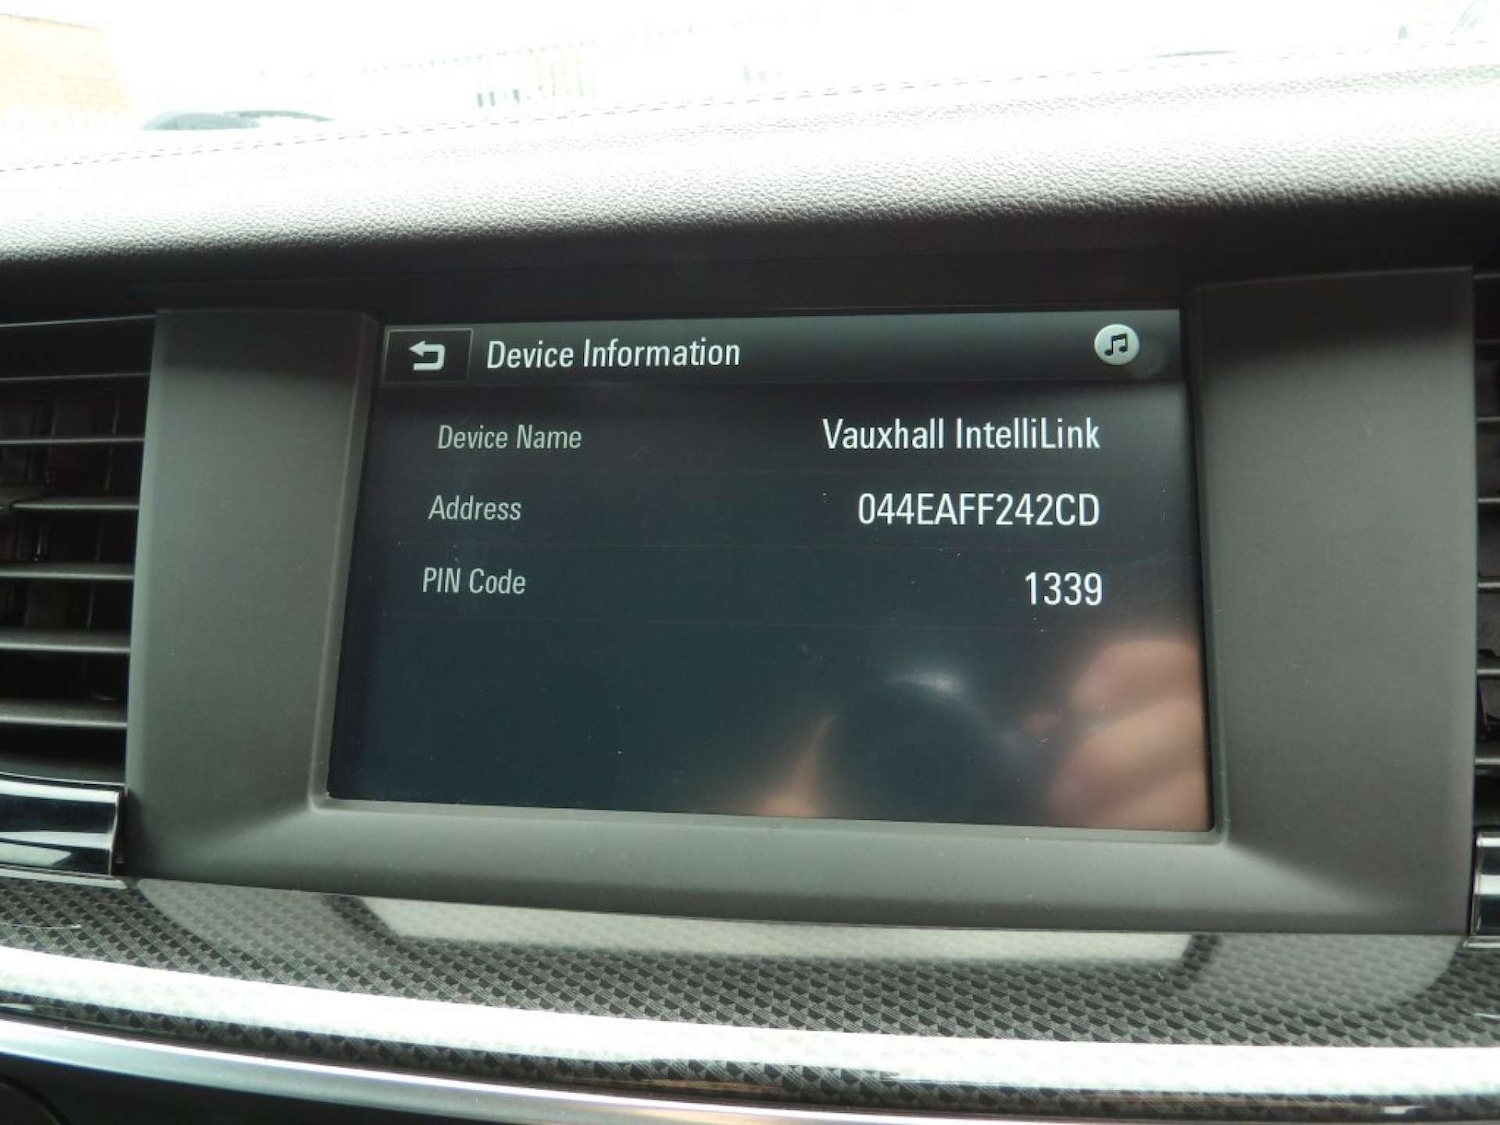 Device Information
Device Name Vauxhall IntelliLink
Address 044EAFF242CD
PIN Code 1339